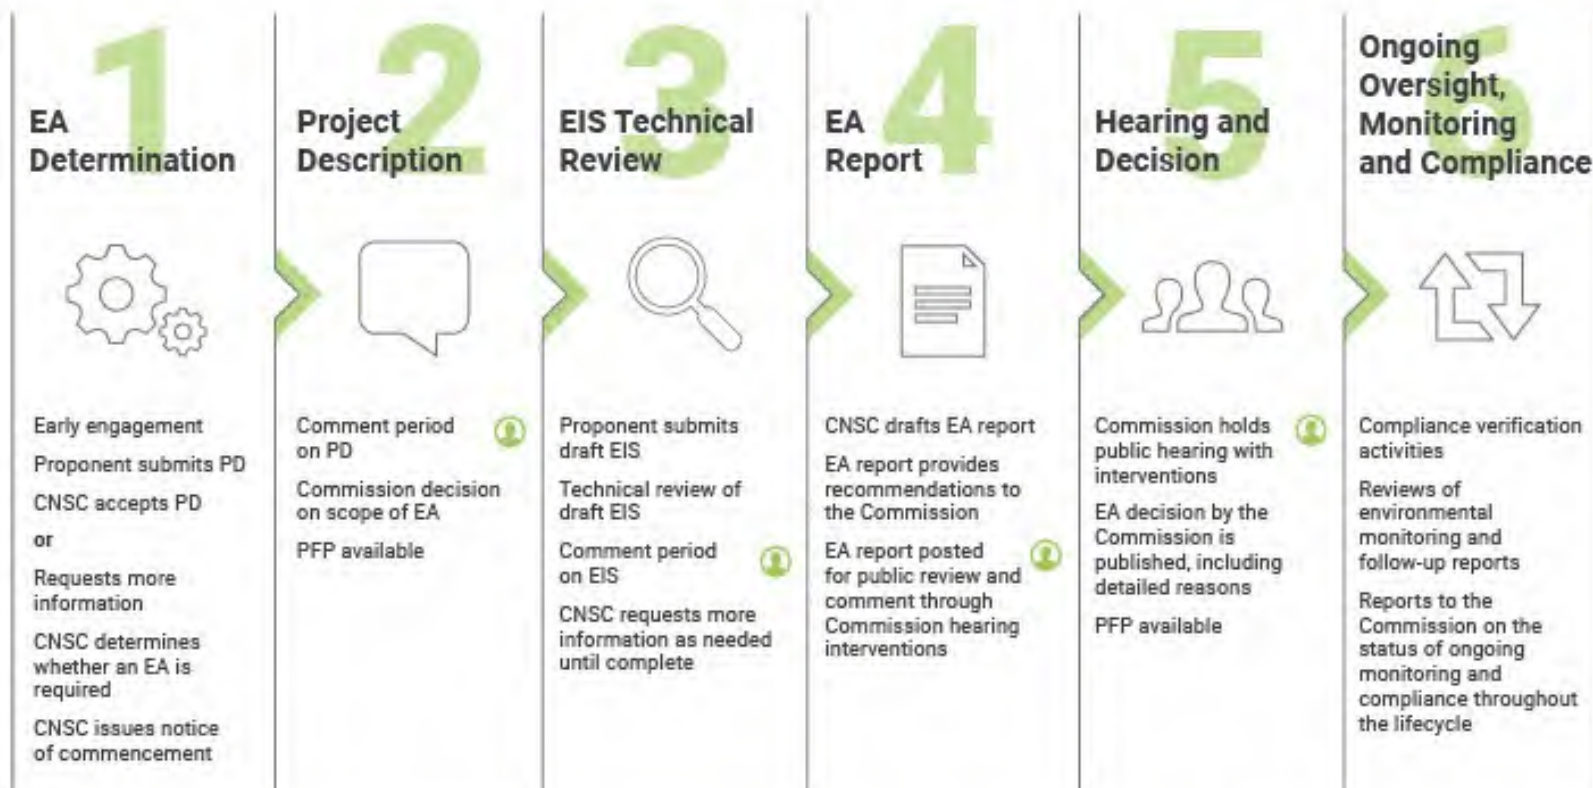 1
EA
Determination
Early engagement
Proponent submits PD
CNSC accepts PD
or
Requests more
information
CNSC determines
whether an EA is
required
CNSC issues notice
of commencement
2
Project
Description
Comment period
on PD
Commission decision
on scope of EA
PFP available
3
EIS Technical
Review
Proponent submits
draft EIS
Technical review of
draft EIS
Comment period
on EIS
CNSC requests more
information as needed
until complete
4
EA
Report
CNSC drafts EA report
EA report provides
recommendations to
the Commission
EA report posted
for public review and
comment through
Commission hearing
interventions
5
Hearing and
Decision
Commission holds
public hearing with
interventions
EA decision by the
Commission is
published, including
detailed reasons
PFP available
6
Ongoing
Oversight,
Monitoring
and Compliance
Compliance verification
activities
Reviews of
environmental
monitoring and
follow-up reports
Reports to the
Commission on the
status of ongoing
monitoring and
compliance throughout
the lifecycle